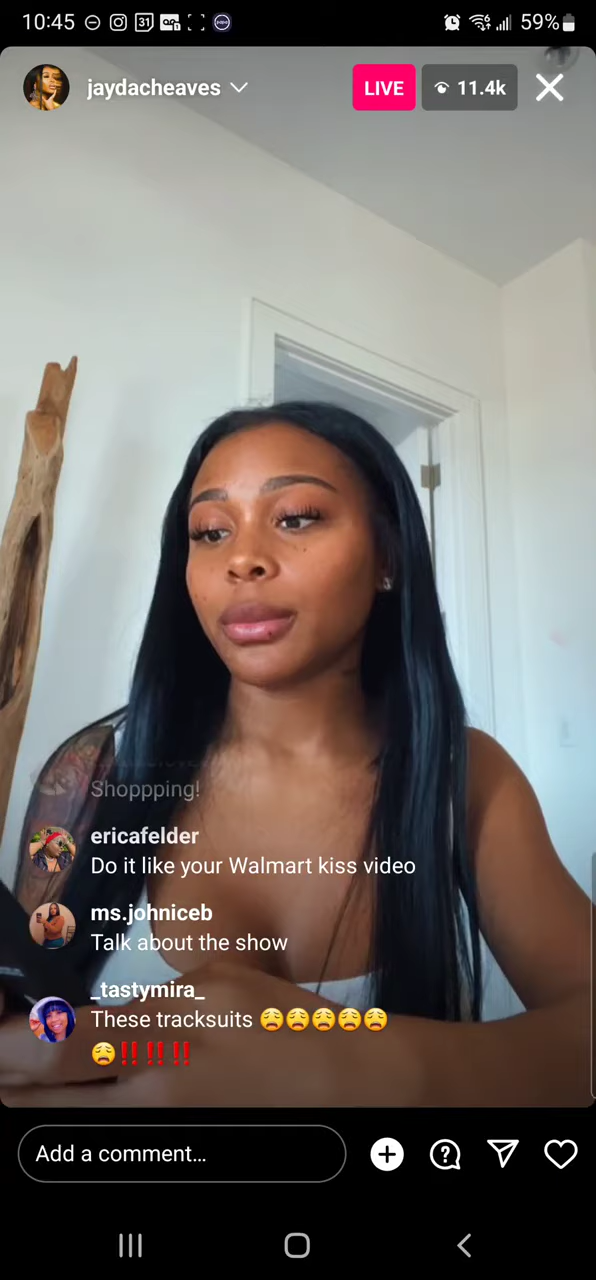 10:45
31
59%
jaydacheaves
LIVE
11.4k
Shoppping!
ericafelder
Do it like your Walmart kiss video
ms.johniceb
Talk about the show
_tastymira_
These tracksuits 😩😩😩😩😩
😩‼️‼️‼️
Add a comment...